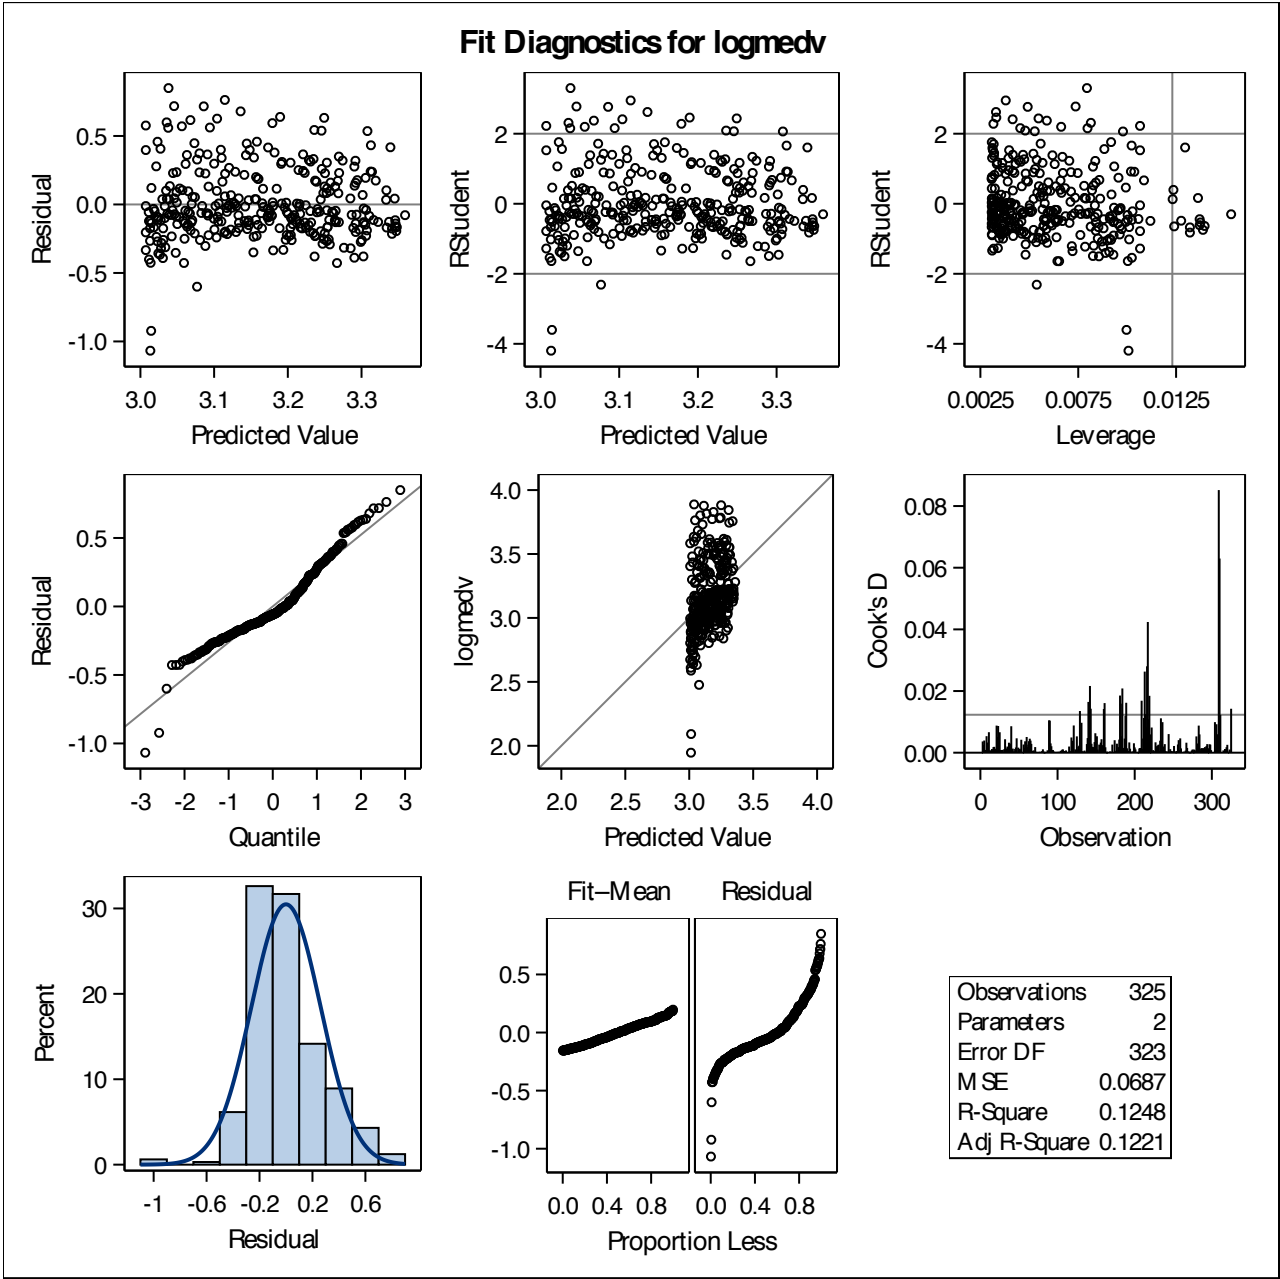 Fit Diagnostics for logmedv
0.5
0.0
-0.5
-1.0
Residual
3.0 3.1 3.2 3.3
Predicted Value
2
0
-2
-4
RStudent
3.0 3.1 3.2 3.3
Predicted Value
2
0
-2
-4
RStudent
0.0025 0.0075 0.0125
Leverage
0.5
0.0
-0.5
-1.0
Residual
-3 -2 -1 0 1 2 3
Quantile
4.0
3.5
3.0
2.5
2.0
logmedv
2.0 2.5 3.0 3.5 4.0
Predicted Value
0.08
0.06
0.04
0.02
0.00
Cook's D
0 100 200 300
Observation
30
20
10
0
Percent
-1 -0.6 -0.2 0.2 0.6
Residual
Fit–Mean Residual
0.5
0.0
-0.5
-1.0
0.0 0.4 0.8 0.0 0.4 0.8
Proportion Less
Observations 325
Parameters 2
Error DF 323
MSE 0.0687
R-Square 0.1248
Adj R-Square 0.1221